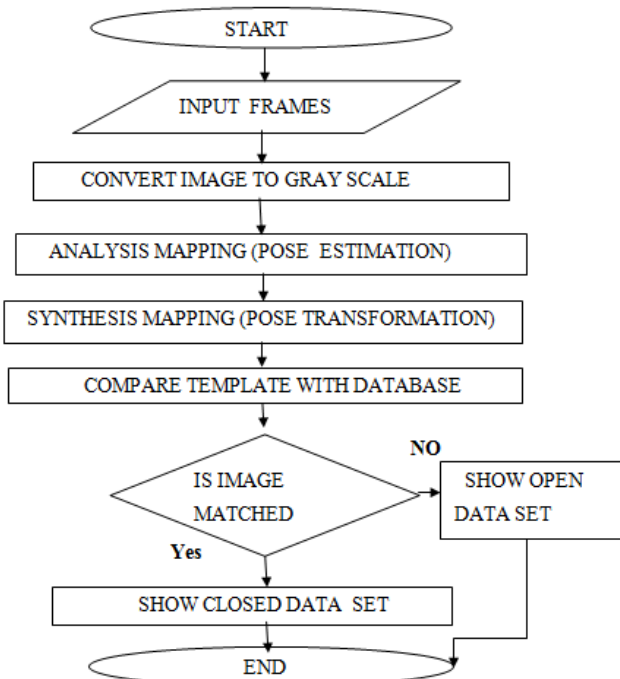 START
INPUT FRAMES
CONVERT IMAGE TO GRAY SCALE
ANALYSIS MAPPING (POSE ESTIMATION)
SYNTHESIS MAPPING (POSE TRANSFORMATION)
COMPARE TEMPLATE WITH DATABASE
IS IMAGE
MATCHED
NO
SHOW OPEN
DATA SET
Yes
SHOW CLOSED DATA SET
END